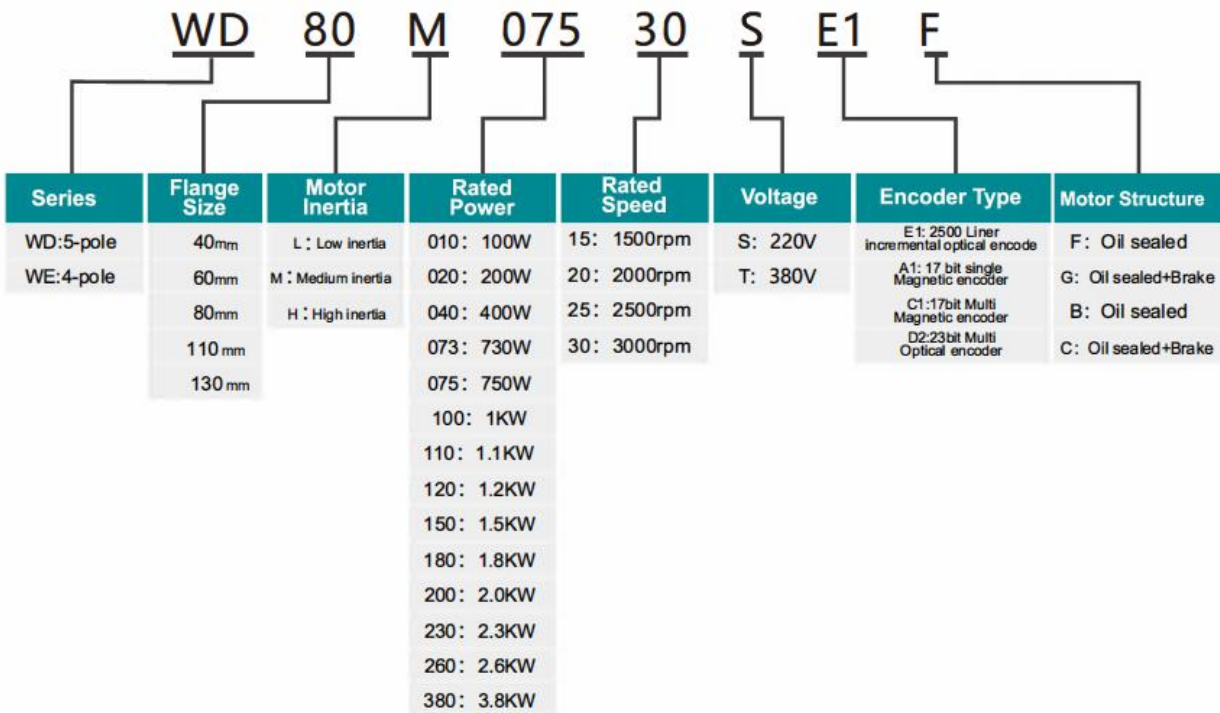 WD 80 M 075 30 S E1 F
Series
Flange
Size
Motor
Inertia
Rated
Power
Rated
Speed
Voltage
Encoder Type
Motor Structure
WD:5-pole
WE:4-pole
40mm
60mm
80mm
110 mm
130 mm
L：Low inertia
M：Medium inertia
H：High inertia
010：100W
020：200W
040：400W
073：730W
075：750W
100：1KW
110：1.1KW
120：1.2KW
150：1.5KW
180：1.8KW
200：2.0KW
230：2.3KW
260：2.6KW
380：3.8KW
15：1500rpm
20：2000rpm
25：2500rpm
30：3000rpm
S：220V
T：380V
E1: 2500 Liner
incremental optical encode
A1: 17 bit single
Magnetic encoder
C1:17bit Multi
Magnetic encoder
D2:23bit Multi
Optical encoder
F：Oil sealed
G：Oil sealed+Brake
B：Oil sealed
C：Oil sealed+Brake